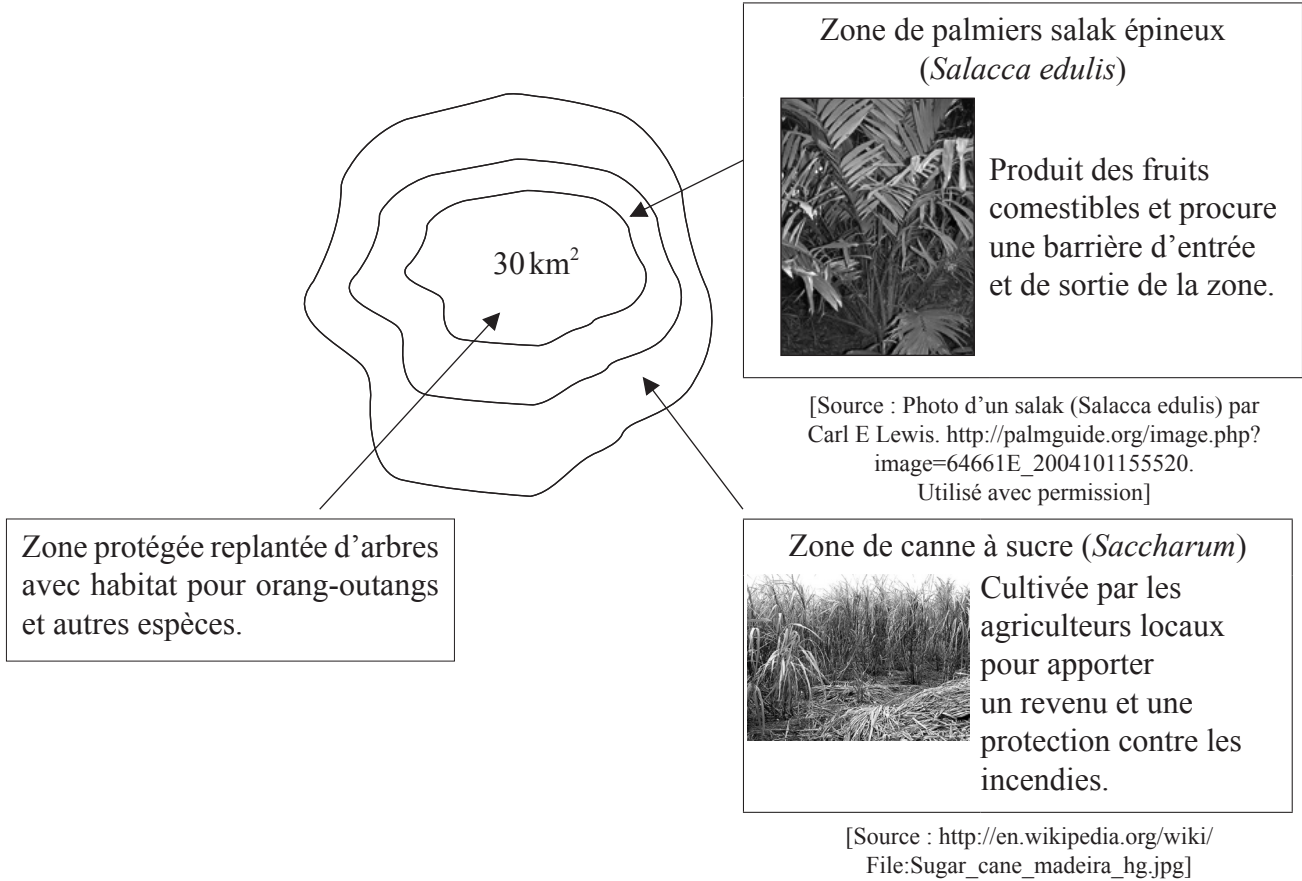 Zone de palmiers salak épineux
(Salacca edulis)
Produit des fruits
comestibles et procure
une barrière d'entrée
et de sortie de la zone.
[Source : Photo d'un salak (Salacca edulis) par
Carl E Lewis. http://palmguide.org/image.php?
image=64661E_2004101155520.
Utilisé avec permission]
30 km²
Zone protégée replantée d'arbres
avec habitat pour orang-outangs
et autres espèces.
Zone de canne à sucre (Saccharum)
Cultivée par les
agriculteurs locaux
pour apporter
un revenu et une
protection contre les
incendies.
[Source : http://en.wikipedia.org/wiki/
File:Sugar_cane_madeira_hg.jpg]